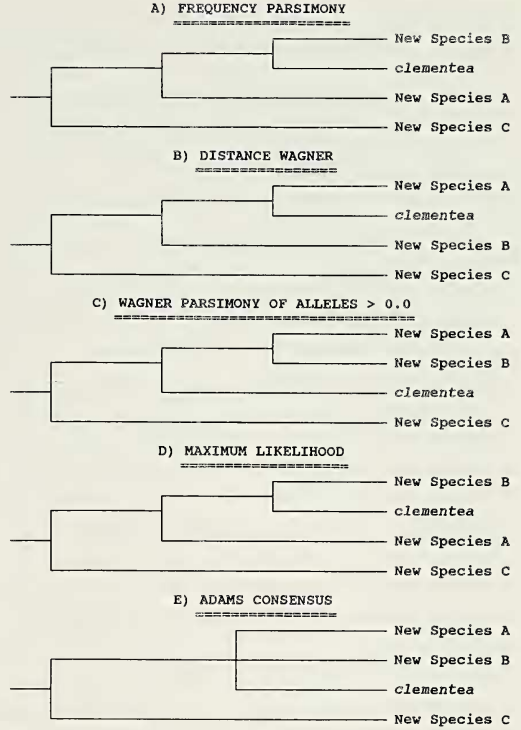 A) FREQUENCY PARSIMONY
New Species B
clementea
New Species A
New Species C
B) DISTANCE WAGNER
New Species A
clementea
New Species B
New Species C
C) WAGNER PARSIMONY OF ALLELES > 0.0
New Species A
New Species B
clementea
New Species C
D) MAXIMUM LIKELIHOOD
New Species B
clementea
New Species A
New Species C
E) ADAMS CONSENSUS
New Species A
New Species B
clementea
New Species C